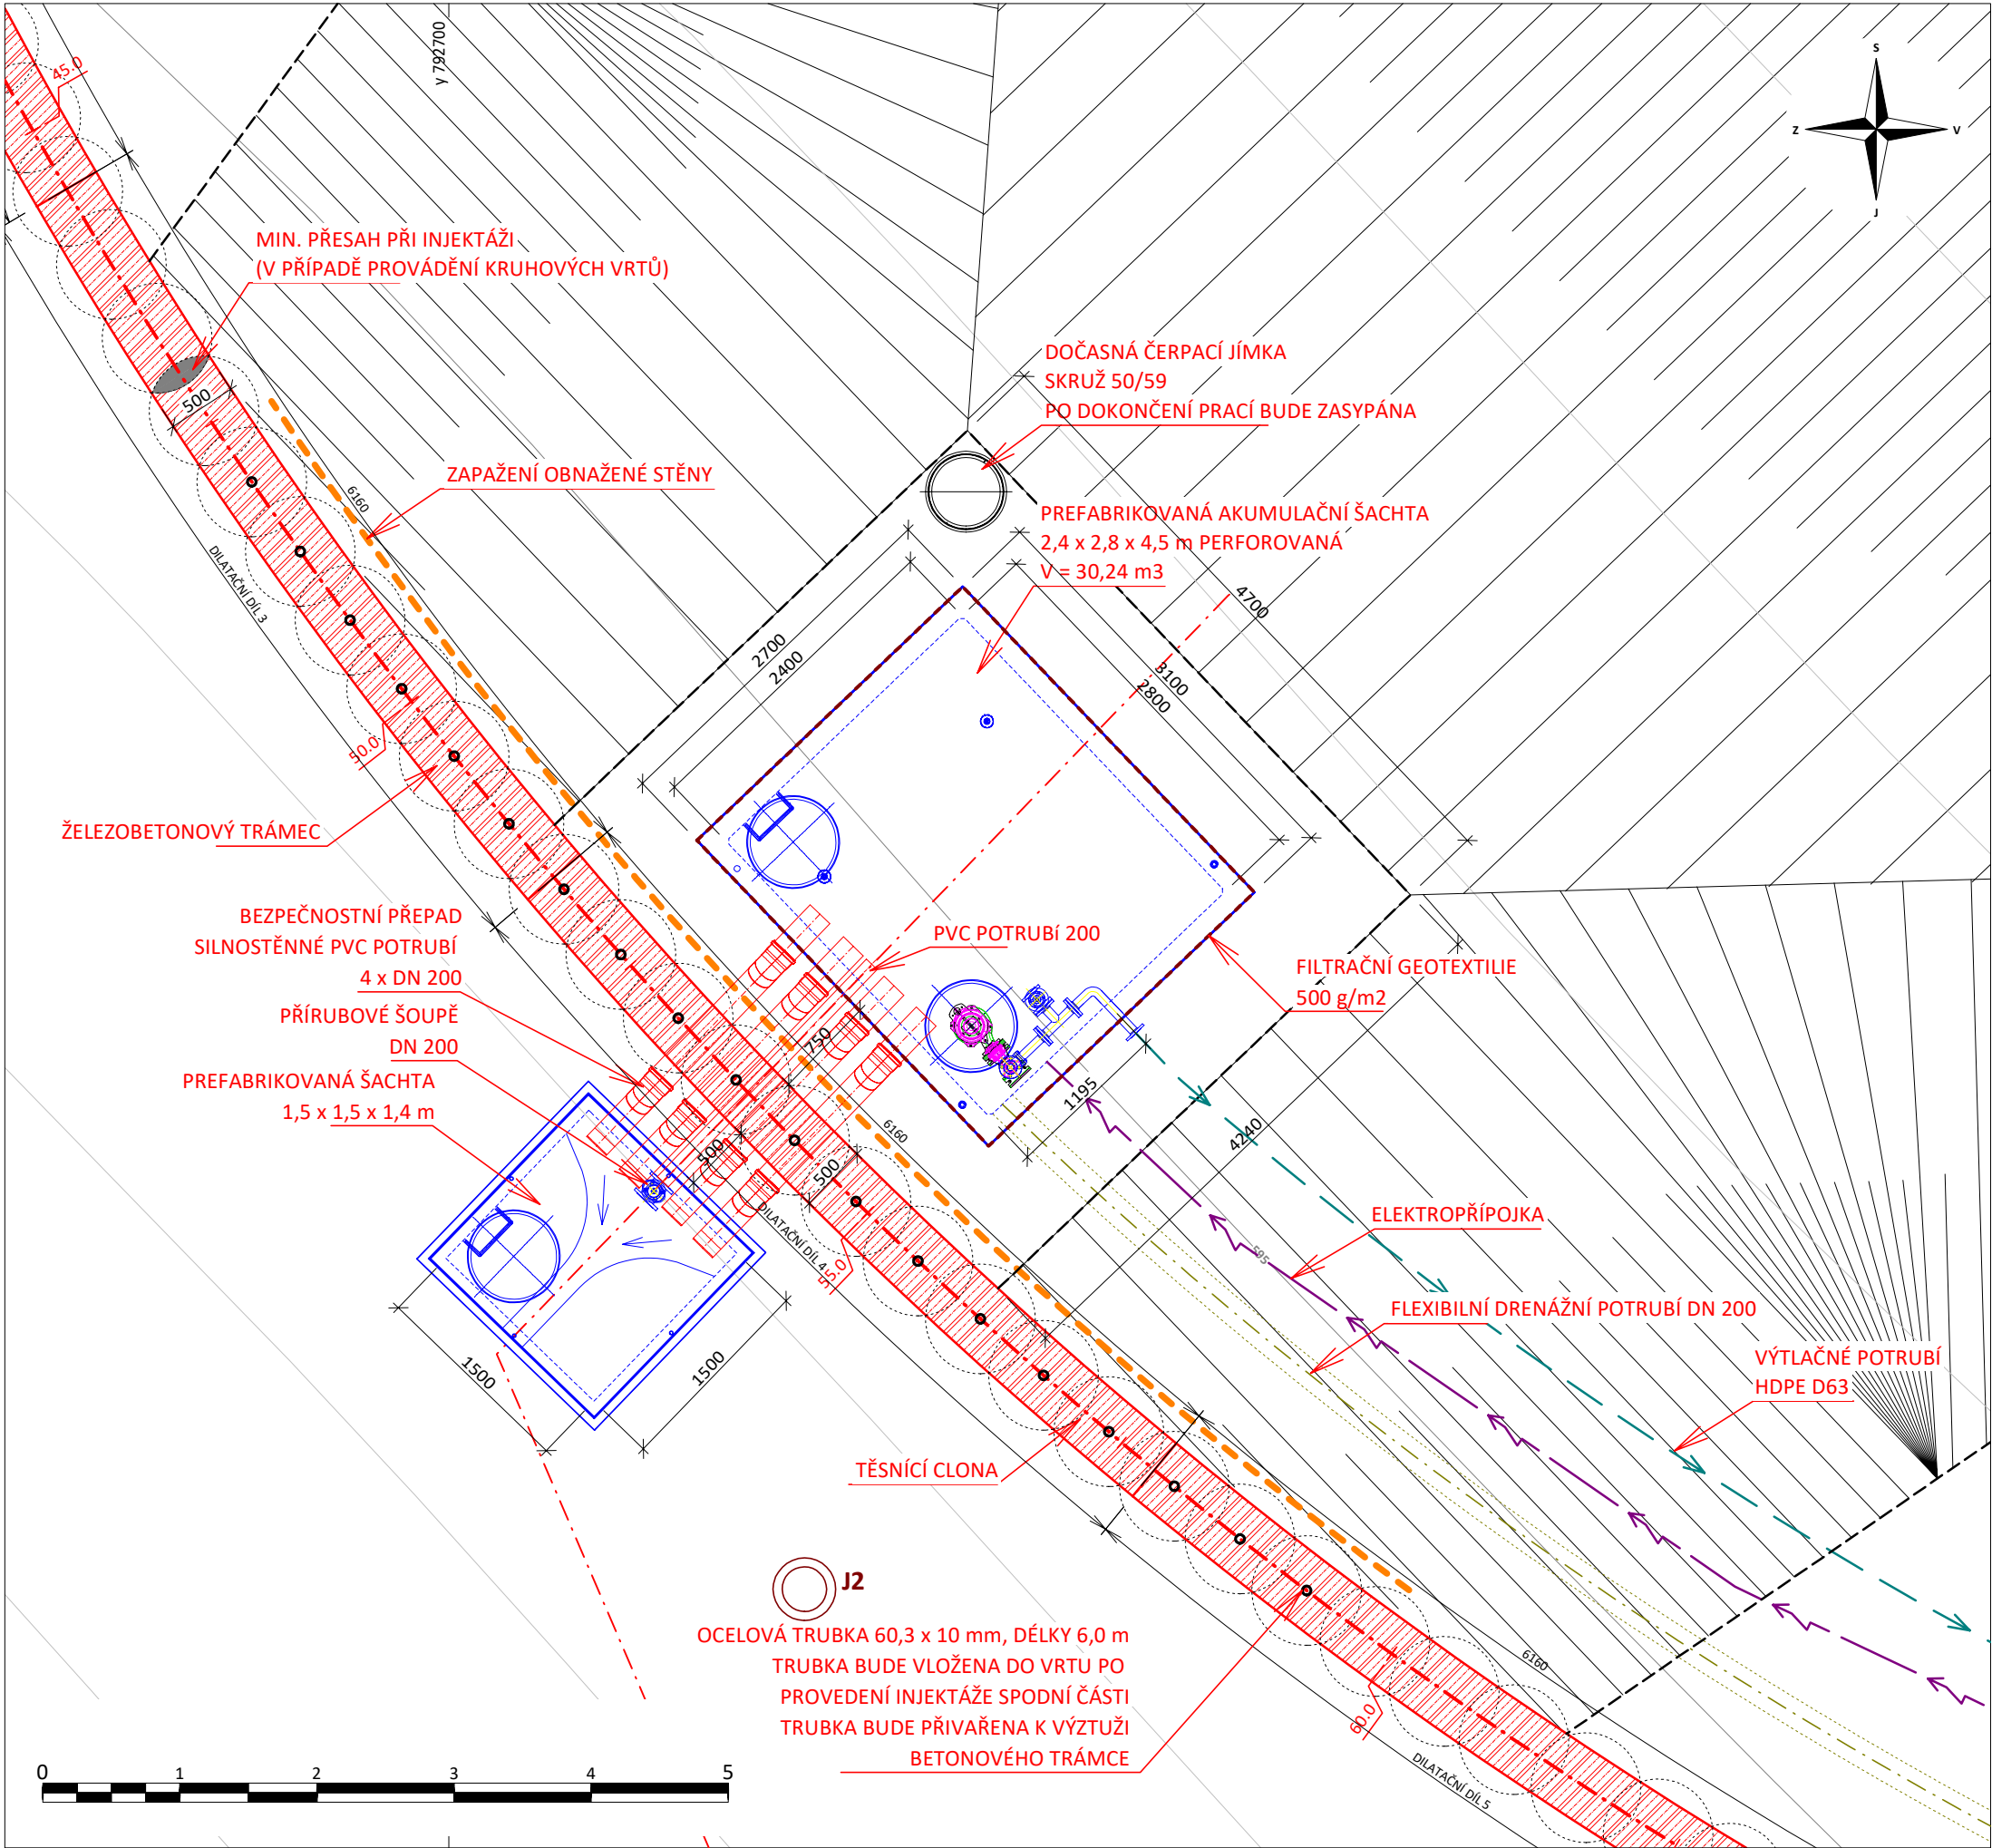 45.0
y 792700
S
Z
V
J
MIN. PŘESAH PŘI INJEKTÁŽI
(V PŘÍPADĚ PROVÁDĚNÍ KRUHOVÝCH VRTŮ)
DOČASNÁ ČERPACÍ JÍMKA
SKRUŽ 50/59
PO DOKONČENÍ PRACÍ BUDE ZASYPÁNA
500
ZAPAŽENÍ OBNAŽENÉ STĚNY
6160
PREFABRIKOVANÁ AKUMULAČNÍ ŠACHTA
2,4 x 2,8 x 4,5 m PERFOROVANÁ
V = 30,24 m3
DILATAČNÍ DÍL 3
4700
2700
2400
3100
2800
50.0
ŽELEZOBETONOVÝ TRÁMEC
BEZPEČNOSTNÍ PŘEPAD
SILNOSTĚNNÉ PVC POTRUBÍ
4 x DN 200
PVC POTRUBÍ 200
FILTRAČNÍ GEOTEXTILIE
500 g/m2
PŘÍRUBOVÉ ŠOUPĚ
DN 200
750
PREFABRIKOVANÁ ŠACHTA
1,5 x 1,5 x 1,4 m
1195
6160
4240
500
500
DILATAČNÍ DÍL 4
55.0
595
ELEKTROPŘÍPOJKA
FLEXIBILNÍ DRENÁŽNÍ POTRUBÍ DN 200
VÝTLAČNÉ POTRUBÍ
HDPE D63
1500
1500
TĚSNÍCÍ CLONA
J2
OCELOVÁ TRUBKA 60,3 x 10 mm, DÉLKY 6,0 m
TRUBKA BUDE VLOŽENA DO VRTU PO
PROVEDENÍ INJEKTÁŽE SPODNÍ ČÁSTI
TRUBKA BUDE PŘIVAŘENA K VÝZTUŽI
BETONOVÉHO TRÁMCE
6160
60.0
DILATAČNÍ DÍL 5
0 1 2 3 4 5